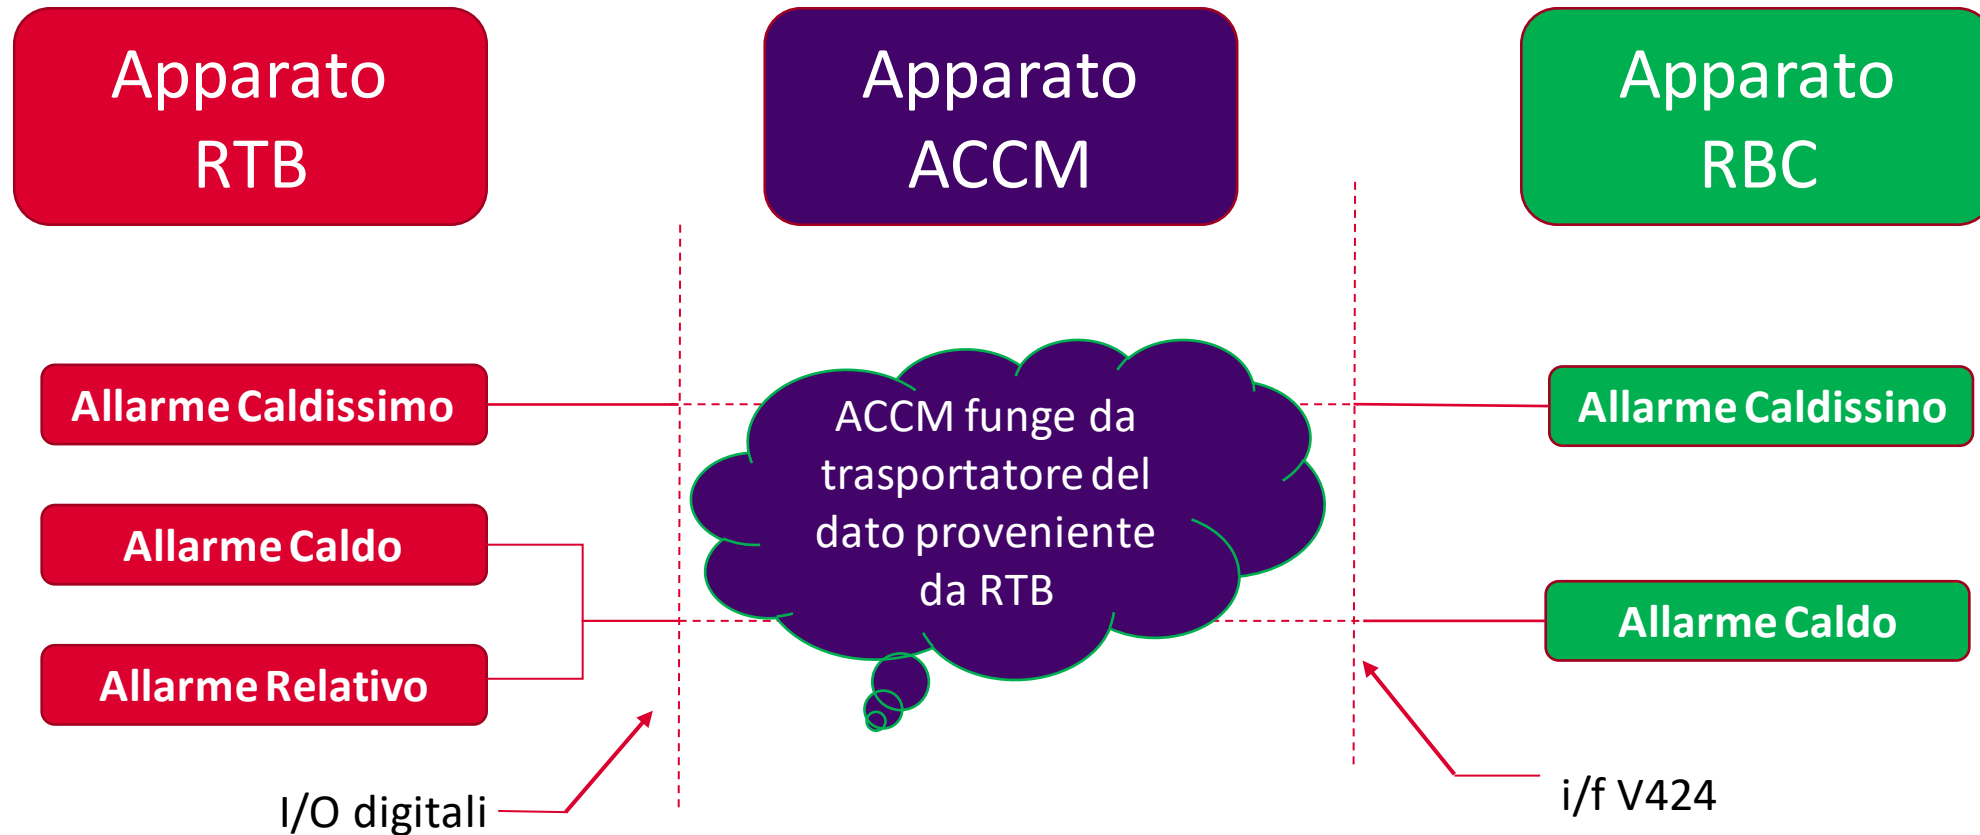 Apparato
RTB
Apparato
ACCM
Apparato
RBC
Allarme Caldissimo
Allarme Caldo
Allarme Relativo
ACCM funge da
trasportatore del
dato proveniente
da RTB
Allarme Caldissino
Allarme Caldo
I/O digitali
i/f V424